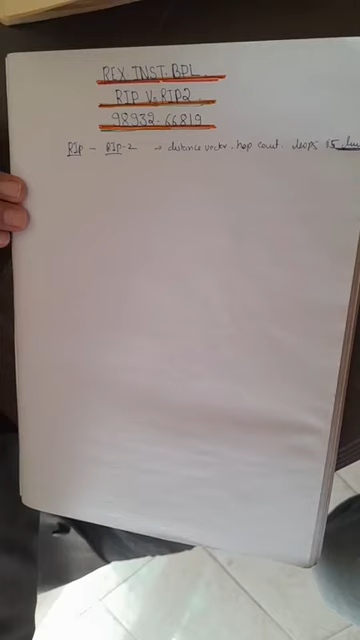 REX INST. BPL
RIP V. RIP2
98932-66819
RIP - RIP-2 → distance vector. hop count. hops 15